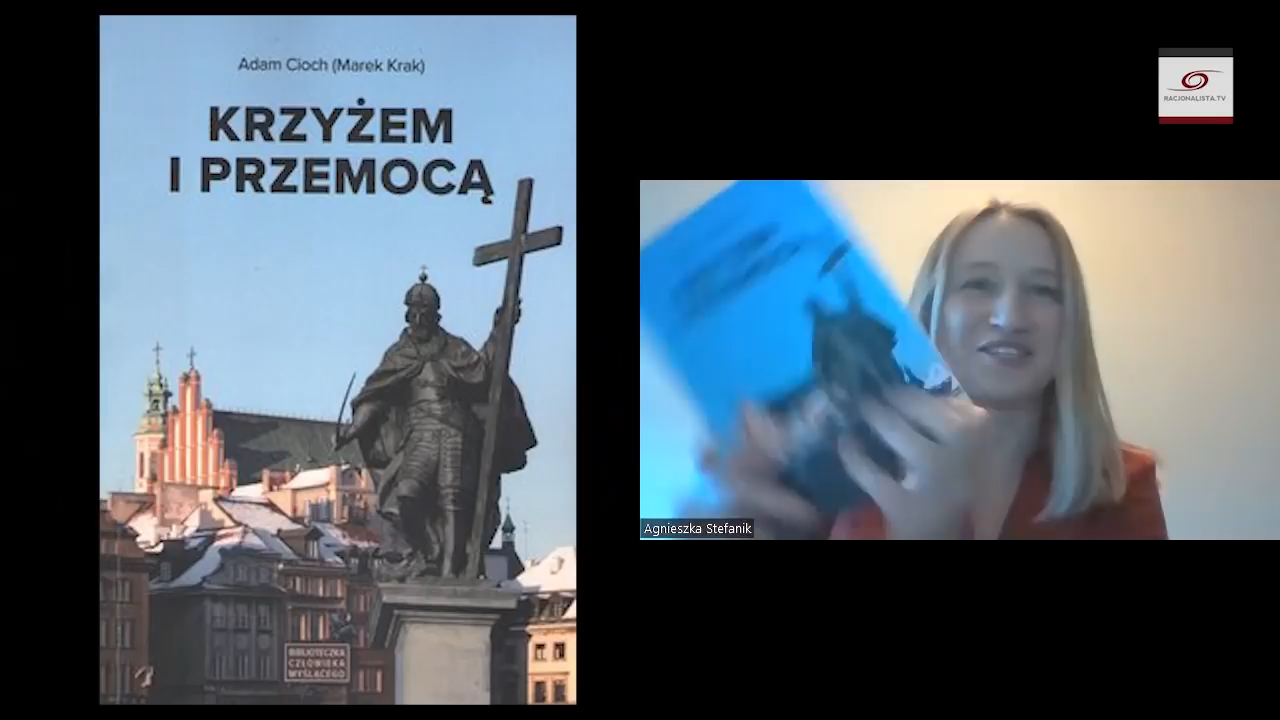 Adam Cioch (Marek Krak)
KRZYŻEM
I PRZEMOCĄ
BIBLIOTECZKA
CZŁOWIEKA
MYŚLĄCEGO
RACJONALISTA.TV
Agnieszka Stefanik